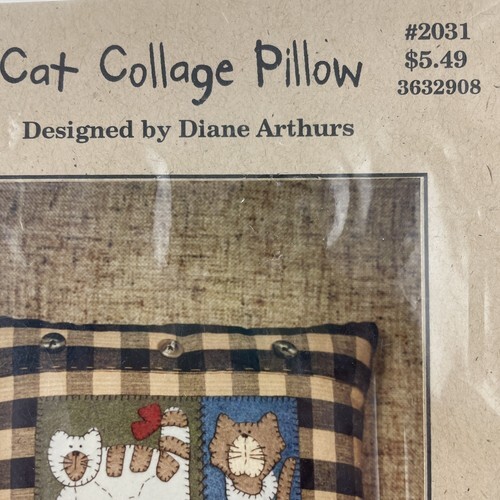 #2031
$5.49
3632908
Cat Collage Pillow
Designed by Diane Arthurs